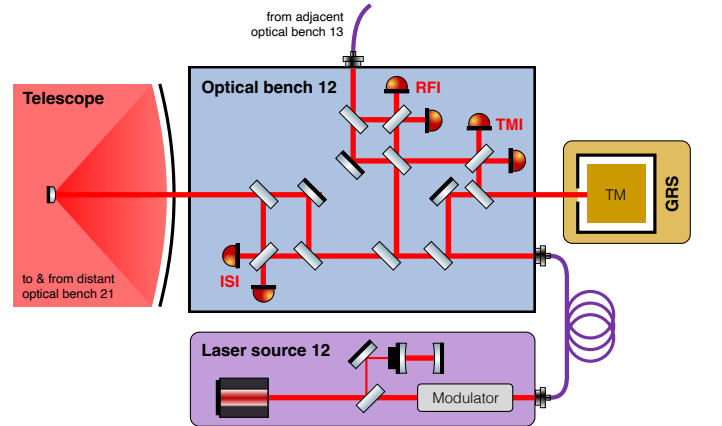 from adjacent
optical bench 13
Telescope
Optical bench 12
RFI
TMI
TM
GRS
ISI
to & from distant
optical bench 21
Laser source 12
Modulator